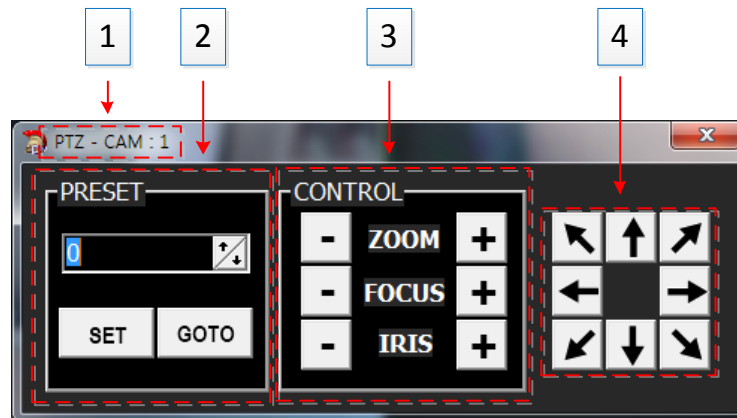 1 2 3 4
PTZ - CAM : 1
PRESET
0
SET GOTO
CONTROL
- ZOOM +
- FOCUS +
- IRIS +